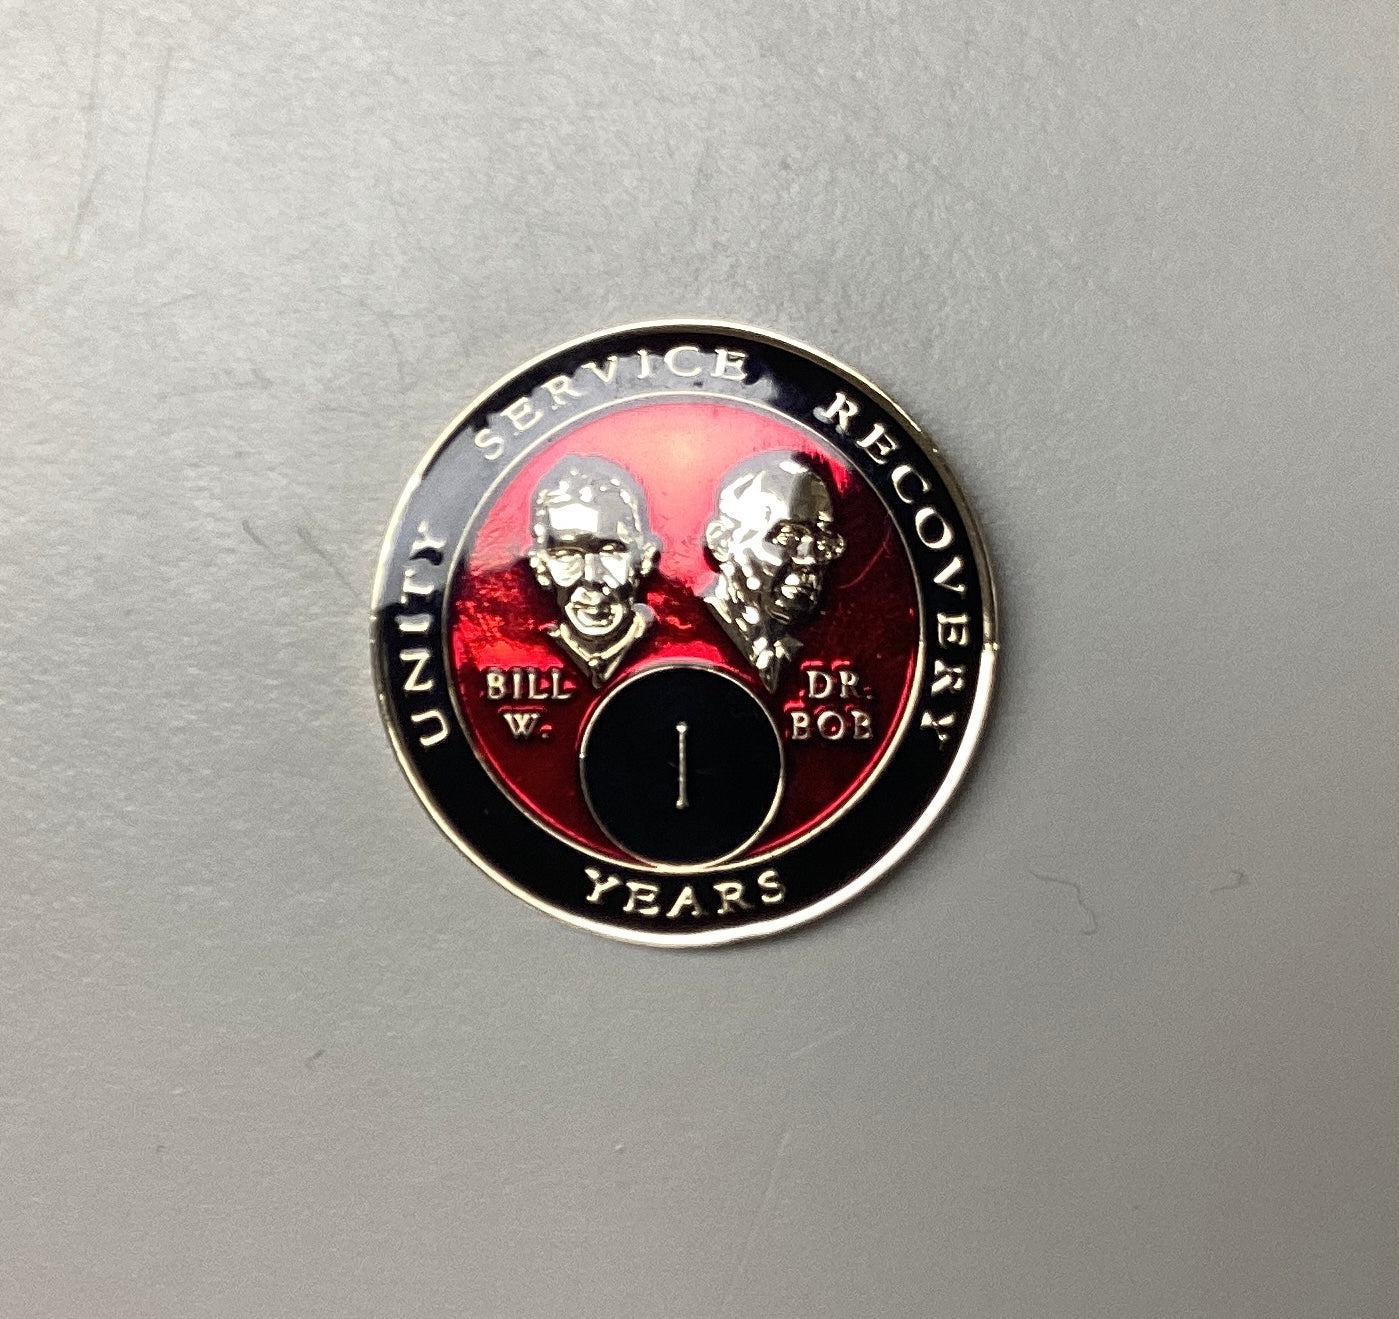 UNITY SERVICE RECOVERY
BILL
W.
DR.
BOB
I
YEARS